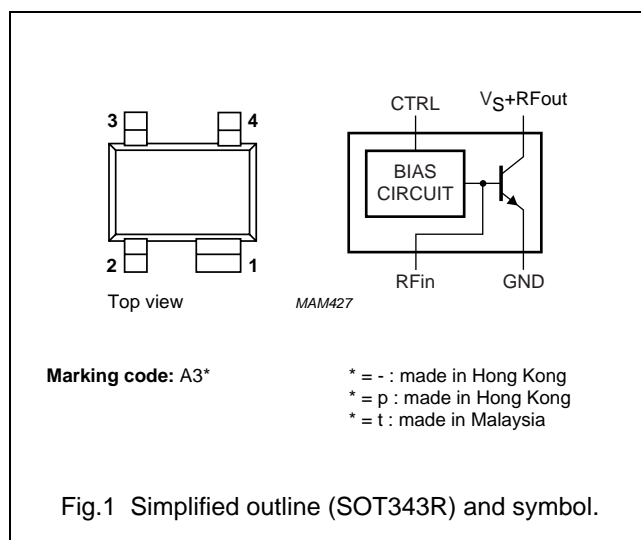 3
4
2
1
Top view
MAM427
CTRL
VS+RFout
BIAS
CIRCUIT
RFin
GND
Marking code: A3*
* = - : made in Hong Kong
* = p : made in Hong Kong
* = t : made in Malaysia
Fig.1 Simplified outline (SOT343R) and symbol.